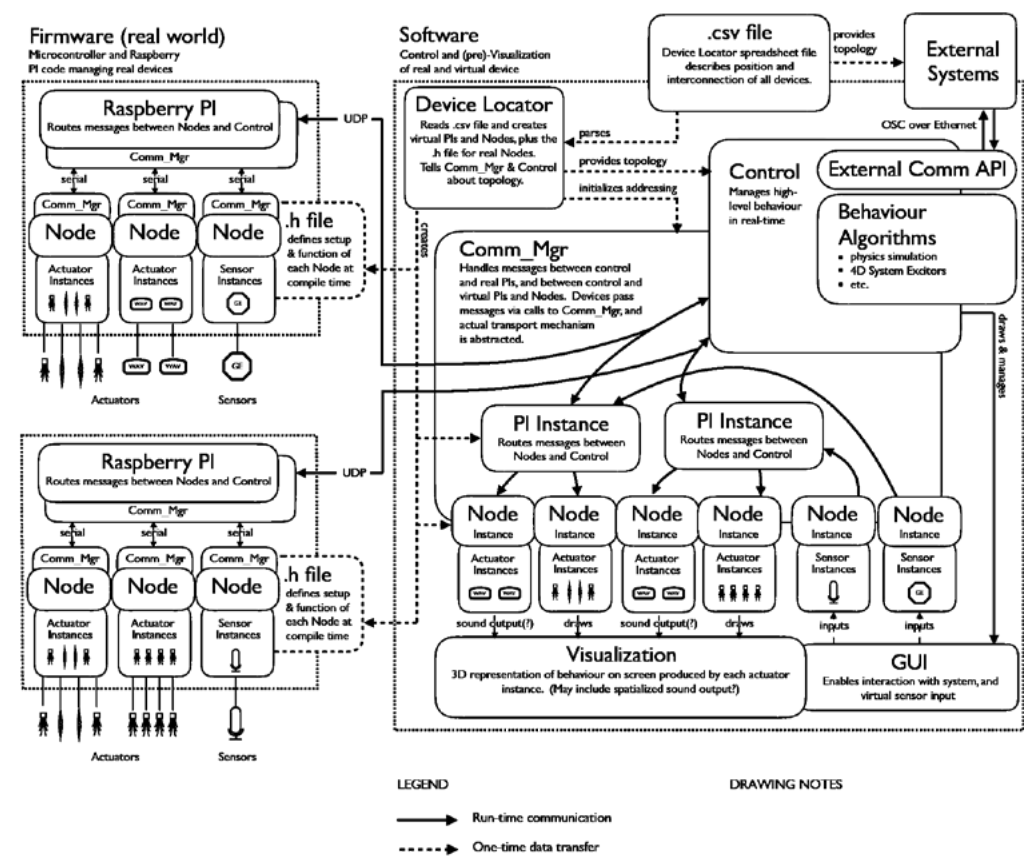 Firmware (real world)
Microcontroller and Raspberry
PI code managing real devices
Raspberry PI
Routes messages between Nodes and Control
Comm_Mgr
serial
serial
serial
Comm_Mgr
Comm_Mgr
Comm_Mgr
Node
Node
Node
Actuator
Instances
Actuator
Instances
Sensor
Instances
WAV
WAV
GE
.h file
defines setup
& function of
each Node at
compile time
WAV
WAV
GE
Actuators
Sensors
UDP
Raspberry PI
Routes messages between Nodes and Control
Comm_Mgr
serial
serial
serial
Comm_Mgr
Comm_Mgr
Comm_Mgr
Node
Node
Node
Actuator
Instances
Actuator
Instances
Sensor
Instances
.h file
defines setup
& function of
each Node at
compile time
Actuators
Sensors
UDP
Software
Control and (pre)-Visualization
of real and virtual device
.csv file
Device Locator spreadsheet file
describes position and
interconnection of all devices.
provides
topology
External
Systems
OSC over Ethernet
Device Locator
Reads .csv file and creates
virtual PIs and Nodes, plus the
.h file for real Nodes.
Tells Comm_Mgr & Control
about topology.
parses
provides topology
initializes addressing
creates
Control
Manages high-
level behaviour
in real-time
External Comm API
Behaviour
Algorithms
• physics simulation
• 4D System Excitors
• etc.
draws & manages
Comm_Mgr
Handles messages between control
and real PIs, and between control and
virtual PIs and Nodes. Devices pass
messages via calls to Comm_Mgr, and
actual transport mechanism
is abstracted.
PI Instance
Routes messages between
Nodes and Control
PI Instance
Routes messages between
Nodes and Control
Node
Instance
Node
Instance
Node
Instance
Node
Instance
Node
Instance
Node
Instance
Actuator
Instances
Actuator
Instances
Actuator
Instances
Actuator
Instances
Sensor
Instances
Sensor
Instances
WAV
WAV
WAV
WAV
GE
sound output(?)
draws
sound output(?)
draws
inputs
inputs
Visualization
3D representation of behaviour on screen produced by each actuator
instance. (May include spatialized sound output?)
GUI
Enables interaction with system, and
virtual sensor input
LEGEND
DRAWING NOTES
Run-time communication
One-time data transfer